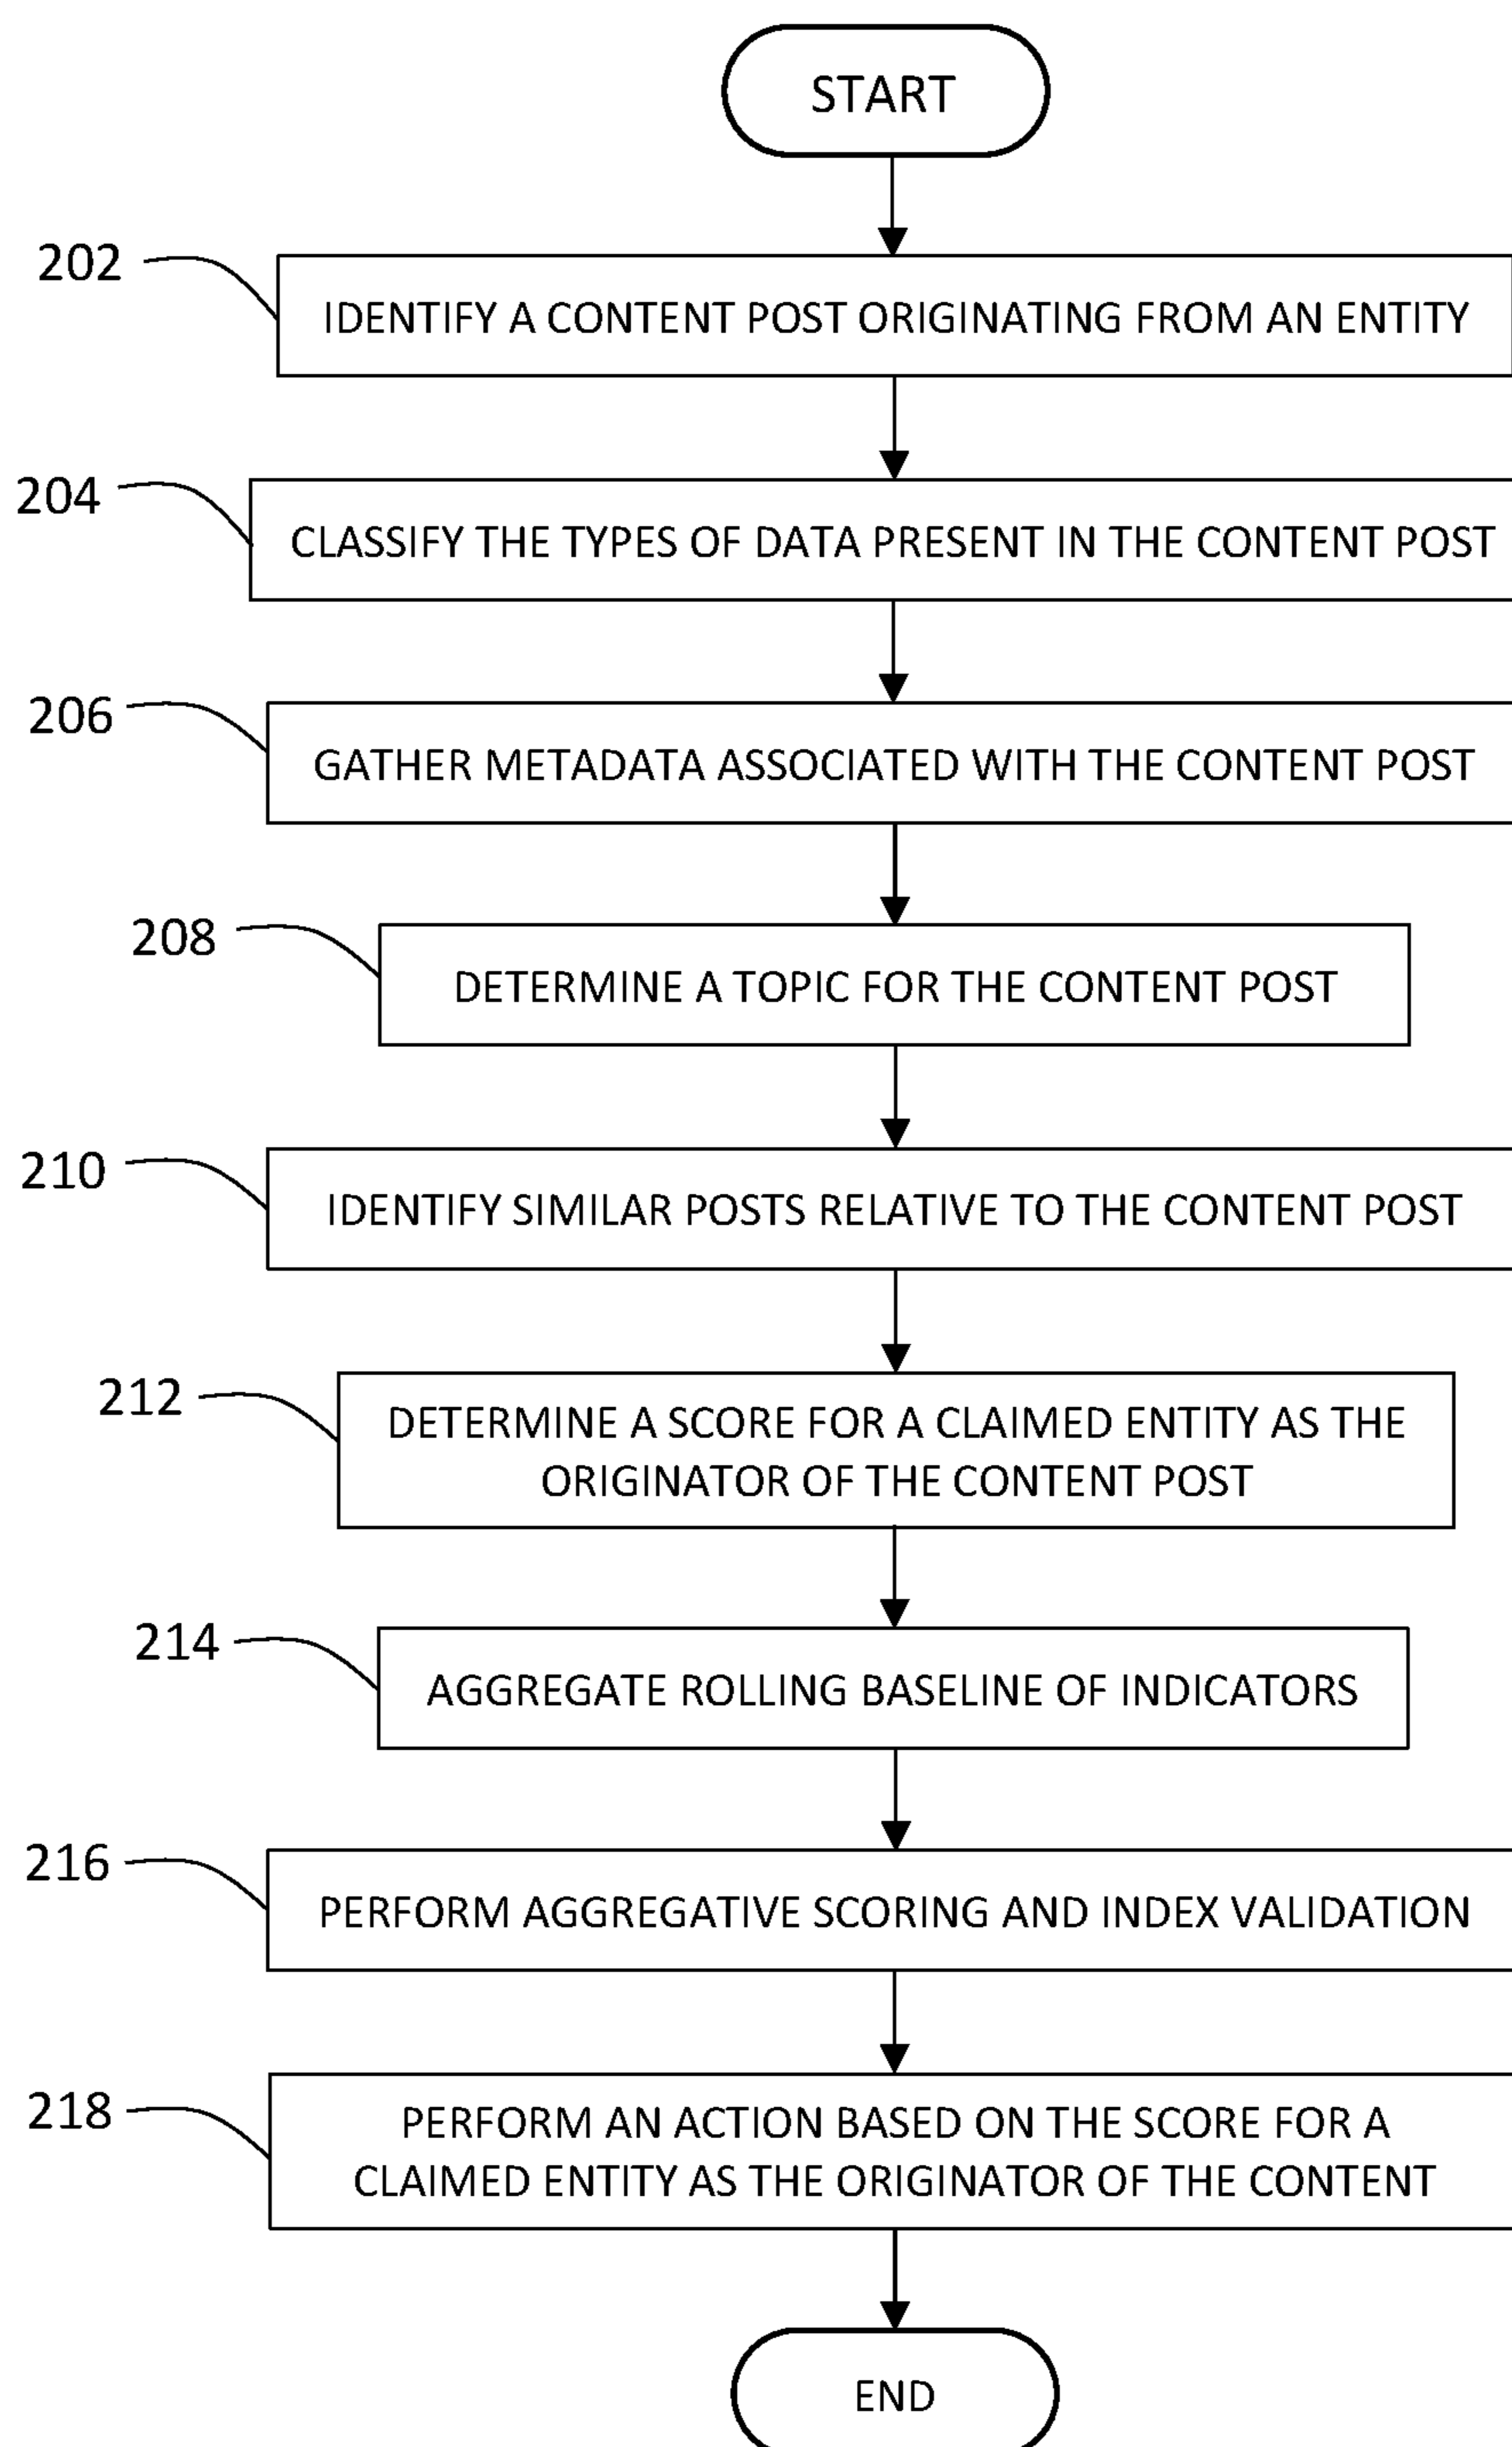 START
202
IDENTIFY A CONTENT POST ORIGINATING FROM AN ENTITY
204
CLASSIFY THE TYPES OF DATA PRESENT IN THE CONTENT POST
206
GATHER METADATA ASSOCIATED WITH THE CONTENT POST
208
DETERMINE A TOPIC FOR THE CONTENT POST
210
IDENTIFY SIMILAR POSTS RELATIVE TO THE CONTENT POST
212
DETERMINE A SCORE FOR A CLAIMED ENTITY AS THE
ORIGINATOR OF THE CONTENT POST
214
AGGREGATE ROLLING BASELINE OF INDICATORS
216
PERFORM AGGREGATIVE SCORING AND INDEX VALIDATION
218
PERFORM AN ACTION BASED ON THE SCORE FOR A
CLAIMED ENTITY AS THE ORIGINATOR OF THE CONTENT
END